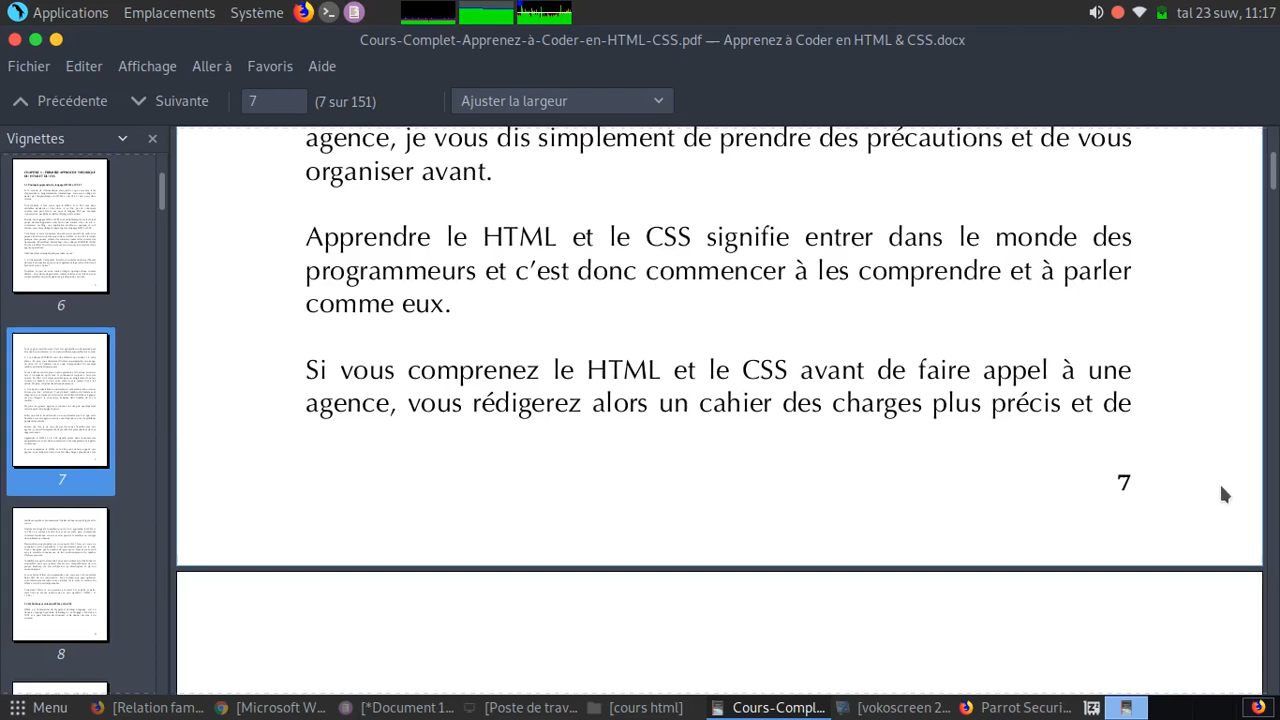 Applications Emplacements Système tal 23 suw, 11:17
Cours-Complet-Apprenez-à-Coder-en-HTML-CSS.pdf — Apprenez à Coder en HTML & CSS.docx
Fichier Editer Affichage Aller à Favoris Aide
Précédente Suivante 7 (7 sur 151) Ajuster la largeur
Vignettes
6
7
8
agence, je vous dis simplement de prendre des précautions et de vous
organiser avant.
Apprendre le HTML et le CSS signifie entrer dans le monde des
programmeurs et c’est donc commencer à les comprendre et à parler
comme eux.
Si vous comprenez le HTML et le CSS avant de faire appel à une
agence, vous rédigerez alors un cahier des charges plus précis et de
7
Menu [Relation fam... [Microsoft W... [*Document 1... [Poste de trav... [cours html] Cours-Compl... [vokoscreen 2... Parrot Securi...